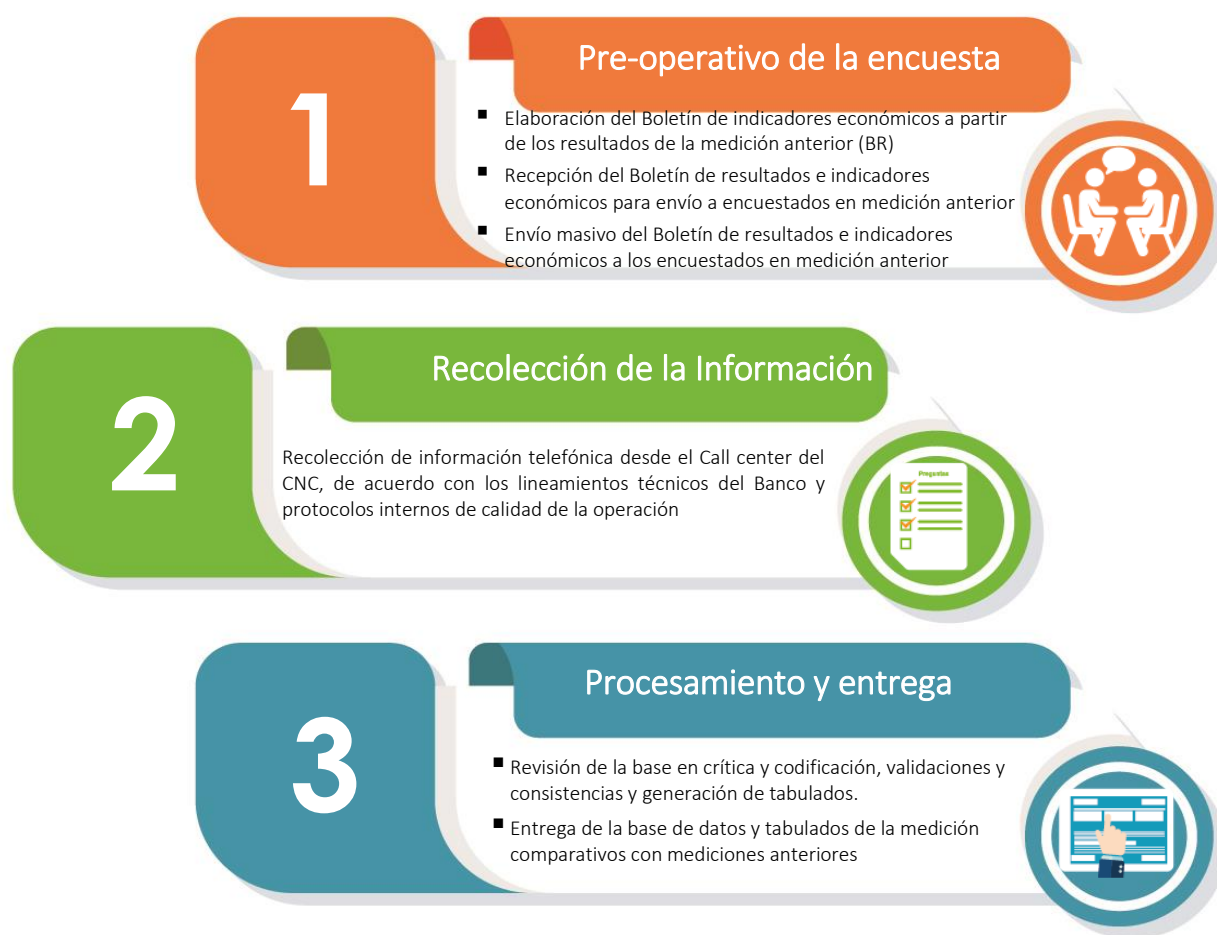 1
Pre-operativo de la encuesta
▪ Elaboración del Boletín de indicadores económicos a partir
de los resultados de la medición anterior (BR)
▪ Recepción del Boletín de resultados e indicadores
económicos para envío a encuestados en medición anterior
▪ Envío masivo del Boletín de resultados e indicadores
económicos a los encuestados en medición anterior
2
Recolección de la Información
Recolección de información telefónica desde el Call center del
CNC, de acuerdo con los lineamientos técnicos del Banco y
protocolos internos de calidad de la operación
Preguntas
3
Procesamiento y entrega
▪ Revisión de la base en crítica y codificación, validaciones y
consistencias y generación de tabulados.
▪ Entrega de la base de datos y tabulados de la medición
comparativos con mediciones anteriores